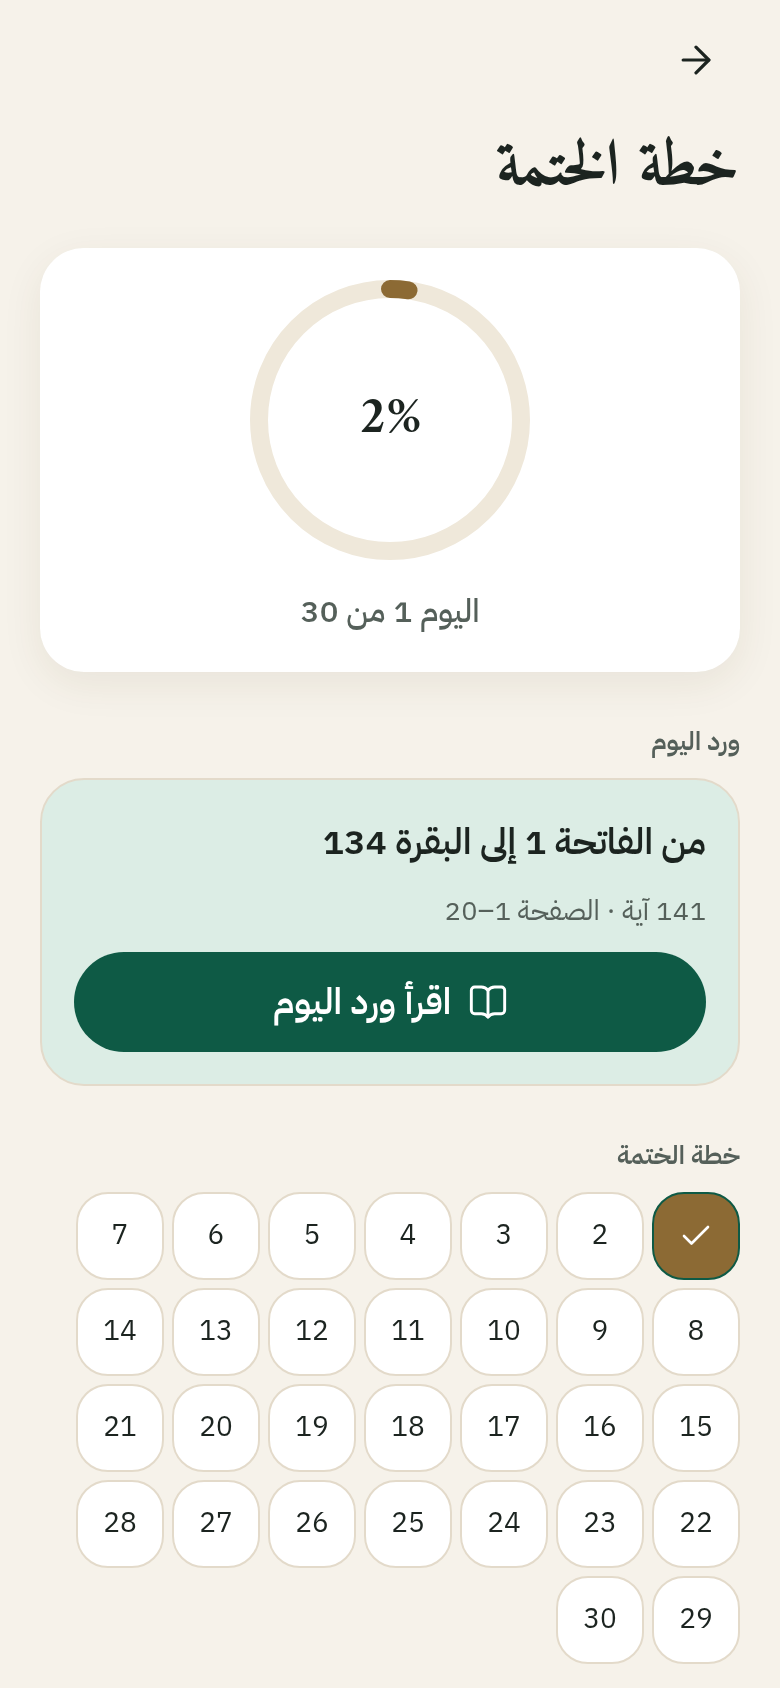 خطة الختمة
2%
اليوم 1 من 30
ورد اليوم
من الفاتحة 1 إلى البقرة 134
141 آية · الصفحة 1–20
اقرأ ورد اليوم
خطة الختمة
2 3 4 5 6 7
8 9 10 11 12 13 14
15 16 17 18 19 20 21
22 23 24 25 26 27 28
29 30